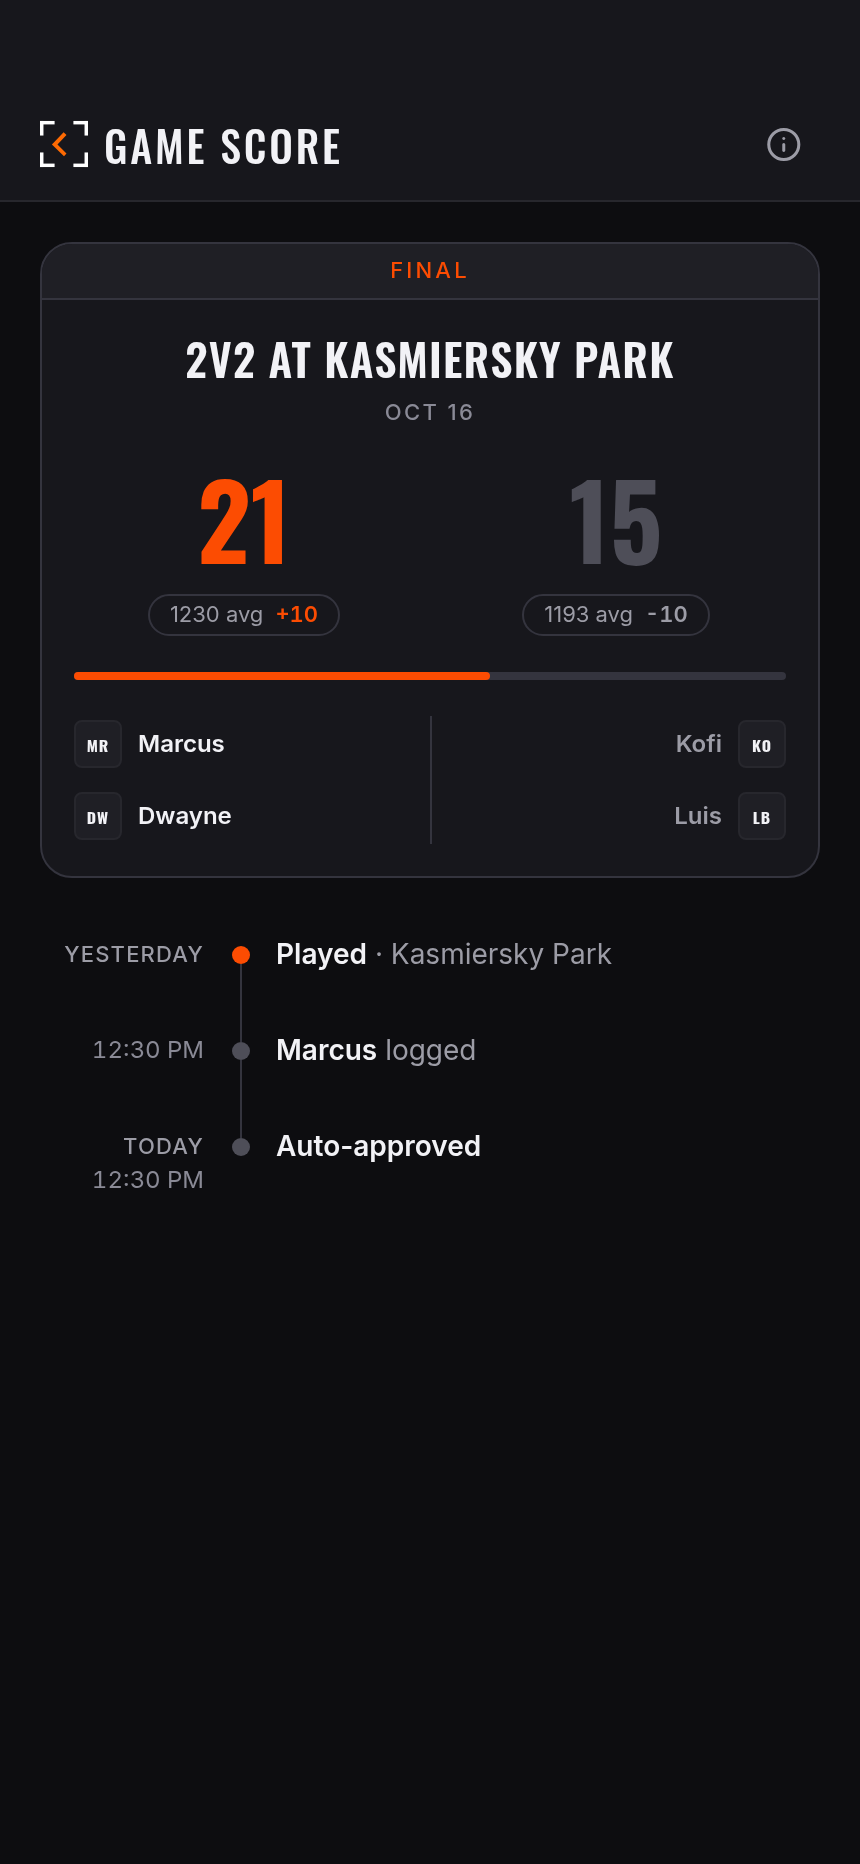 GAME SCORE
FINAL
2V2 AT KASMIERSKY PARK
OCT 16
21 15
1230 avg +10 1193 avg -10
MR Marcus Kofi KO
DW Dwayne Luis LB
YESTERDAY Played · Kasmiersky Park
12:30 PM Marcus logged
TODAY Auto-approved
12:30 PM